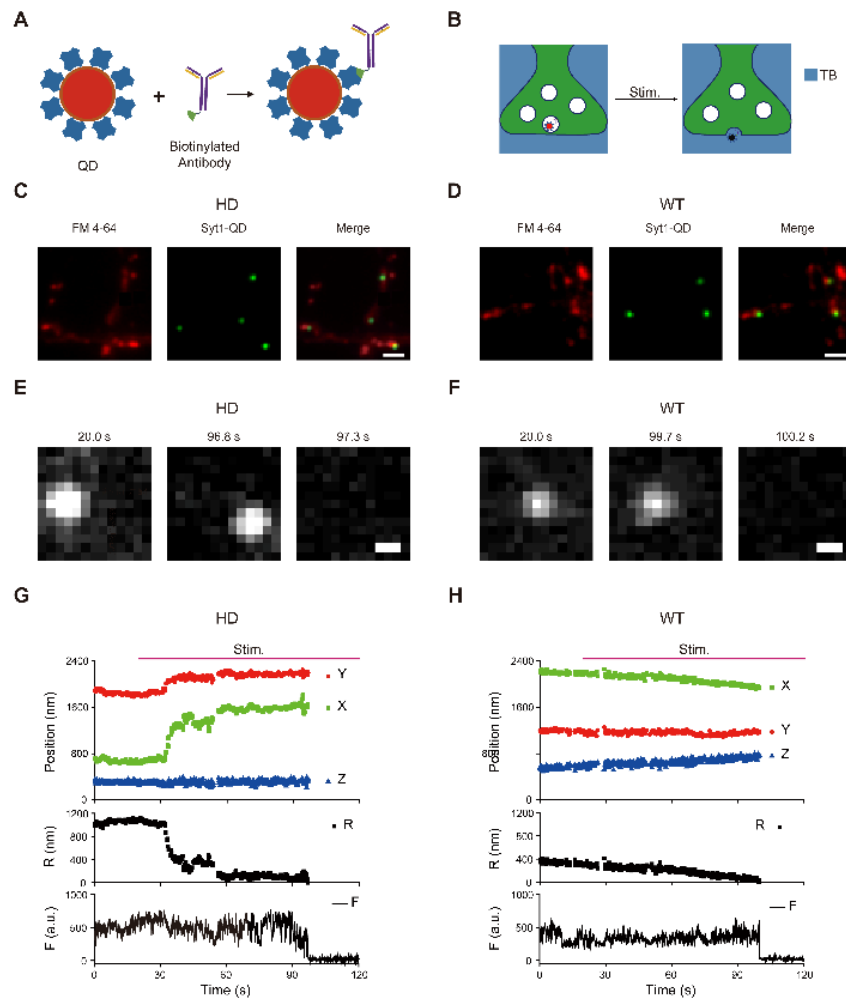 A
B
QD
+
Biotinylated
Antibody
Stim.
TB
C
HD
FM 4-64
Syt1-QD
Merge
D
WT
FM 4-64
Syt1-QD
Merge
E
HD
20.0 s
96.8 s
97.3 s
F
WT
20.0 s
99.7 s
100.2 s
G
HD
Stim.
Position (nm)
2400
1600
800
0
Y
X
Z
R (nm)
1200
800
400
0
R
F (a.u.)
1000
500
0
F
0
30
60
90
120
Time (s)
H
WT
Stim.
Position (nm)
2400
1600
80
0
X
Y
Z
R (nm)
1200
800
400
0
R
F (a.u.)
1000
500
0
F
0
30
60
90
120
Time (s)